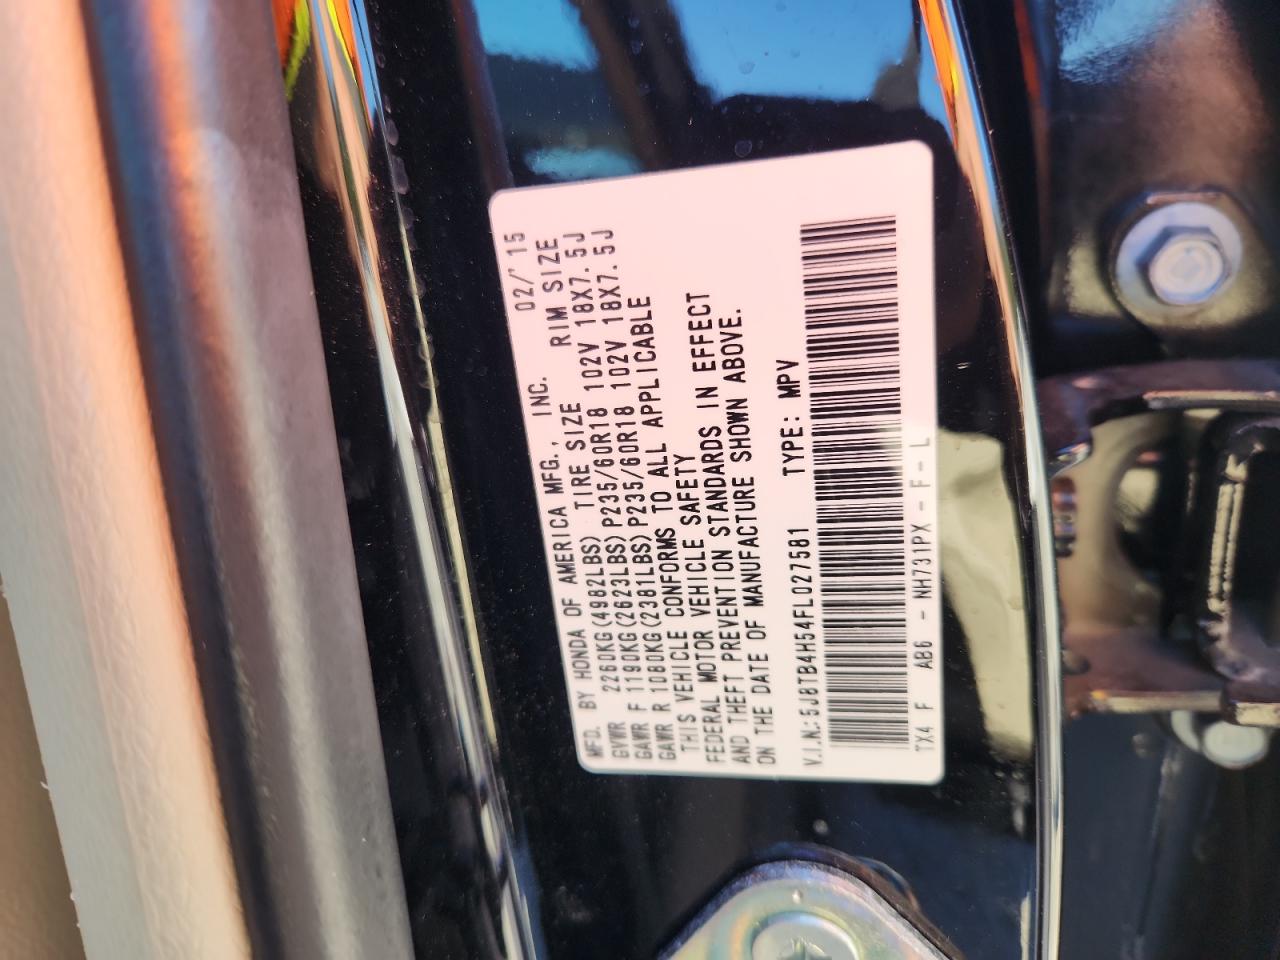 MFD. BY HONDA OF AMERICA MFG., INC. 02/'15
GVWR 2260KG(4982LBS) TIRE SIZE RIM SIZE
GAWR F 1190KG(2623LBS) P235/60R18 102V 18X7.5J
GAWR R 1080KG(2381LBS) P235/60R18 102V 18X7.5J
THIS VEHICLE CONFORMS TO ALL APPLICABLE
FEDERAL MOTOR VEHICLE SAFETY
AND THEFT PREVENTION STANDARDS IN EFFECT
ON THE DATE OF MANUFACTURE SHOWN ABOVE.
V.I.N.: 5J8TB4H54FL027581 TYPE: MPV
TX4 F AB6 - NH731PX - F - L